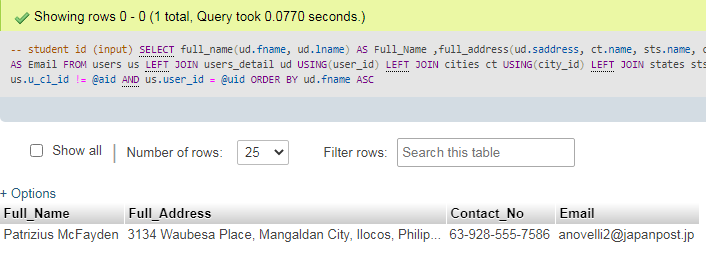 Showing rows 0 - 0 (1 total, Query took 0.0770 seconds.)
-- student id (input) SELECT full_name(ud.fname, ud.lname) AS Full_Name ,full_address(ud.saddress, ct.name, sts.name, c
AS Email FROM users us LEFT JOIN users_detail ud USING(user_id) LEFT JOIN cities ct USING(city_id) LEFT JOIN states sts
us.u_cl_id != @aid AND us.user_id = @uid ORDER BY ud.fname ASC
Show all Number of rows: 25 Filter rows: Search this table
+ Options
Full_Name Full_Address Contact_No Email
Patrizius McFayden 3134 Waubesa Place, Mangaldan City, Ilocos, Philip... 63-928-555-7586 anovelli2@japanpost.jp